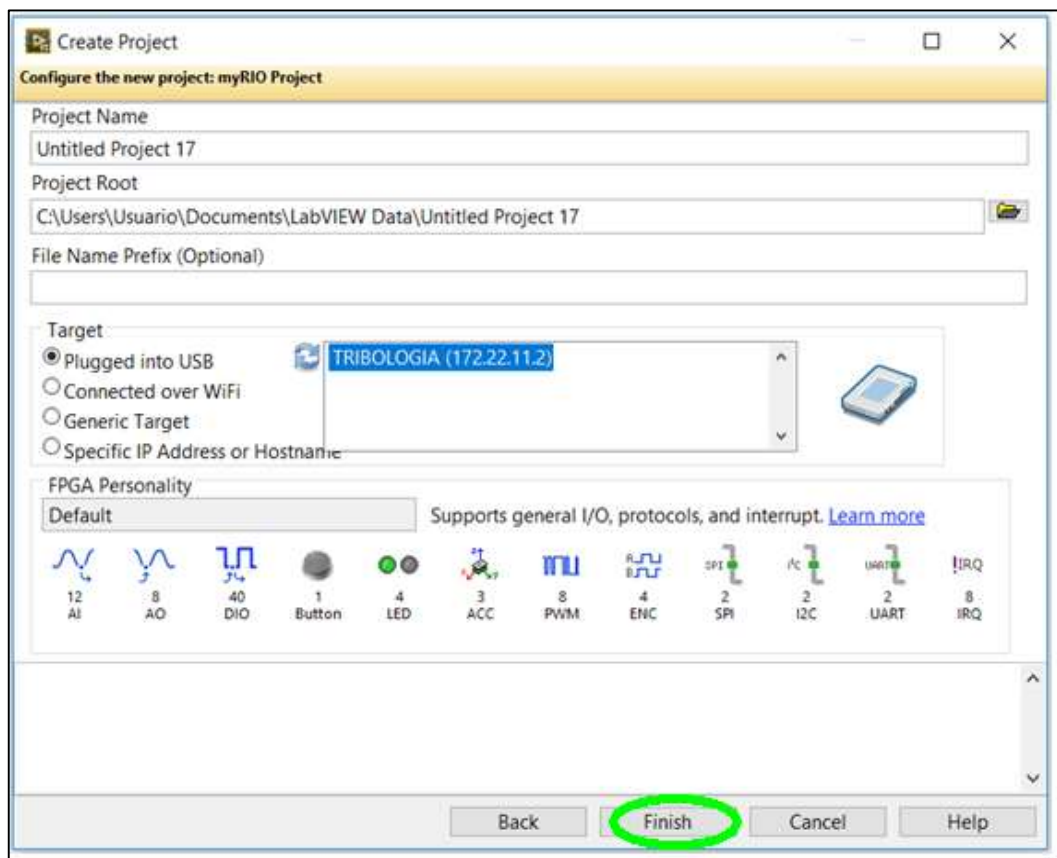 Create Project
Configure the new project: myRIO Project
Project Name
Untitled Project 17
Project Root
C:\Users\Usuario\Documents\LabVIEW Data\Untitled Project 17
File Name Prefix (Optional)
Target
Plugged into USB
TRIBOLOGIA (172.22.11.2)
Connected over WiFi
Generic Target
Specific IP Address or Hostname
FPGA Personality
Default
Supports general I/O, protocols, and interrupt. Learn more
A B SPI I²C UART !IRQ
12 8 40 1 4 3 8 4 2 2 2 8
AI AO DIO Button LED ACC PWM ENC SPI I2C UART IRQ
Back Finish Cancel Help